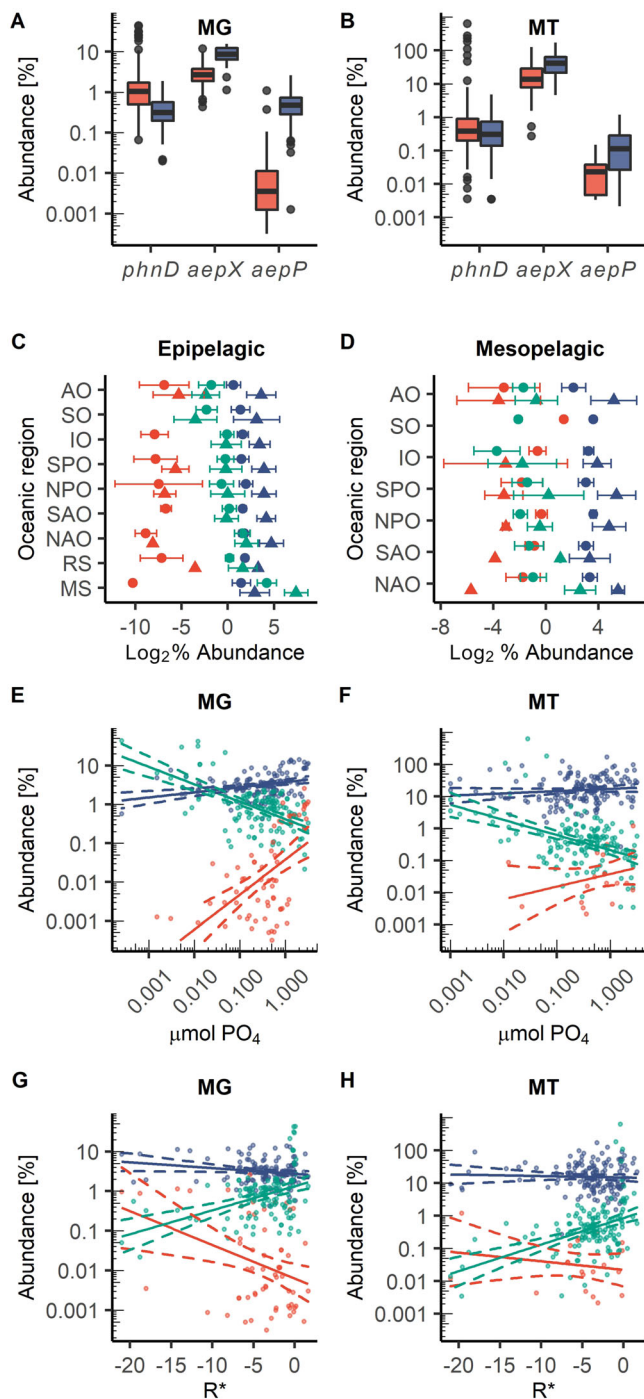 A MG B MT
Abundance [%] Abundance [%]
10 100
1 10
0.1 1
0.01 0.1
0.001 0.01
0.001
phnD aepX aepP phnD aepX aepP
C Epipelagic D Mesopelagic
Oceanic region Oceanic region
AO AO
SO SO
IO IO
SPO SPO
NPO NPO
SAO SAO
NAO NAO
RS
MS
-10 -5 0 5 -8 -4 0 4
Log₂ % Abundance Log₂ % Abundance
E MG F MT
Abundance [%] Abundance [%]
10 100
1 10
0.1 1
0.01 0.1
0.001 0.01
0.001
0.001 0.010 0.100 1.000 0.001 0.010 0.100 1.000
μmol PO₄ μmol PO₄
G MG H MT
Abundance [%] Abundance [%]
10 100
1 10
0.1 1
0.01 0.1
0.001 0.01
0.001
-20 -15 -10 -5 0 -20 -15 -10 -5 0
R* R*